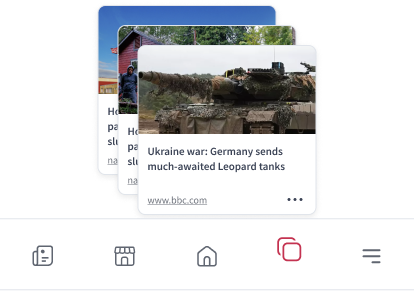 Ho
pa
slu
na
Ho
pa
slu
na
Ukraine war: Germany sends
much-awaited Leopard tanks
www.bbc.com